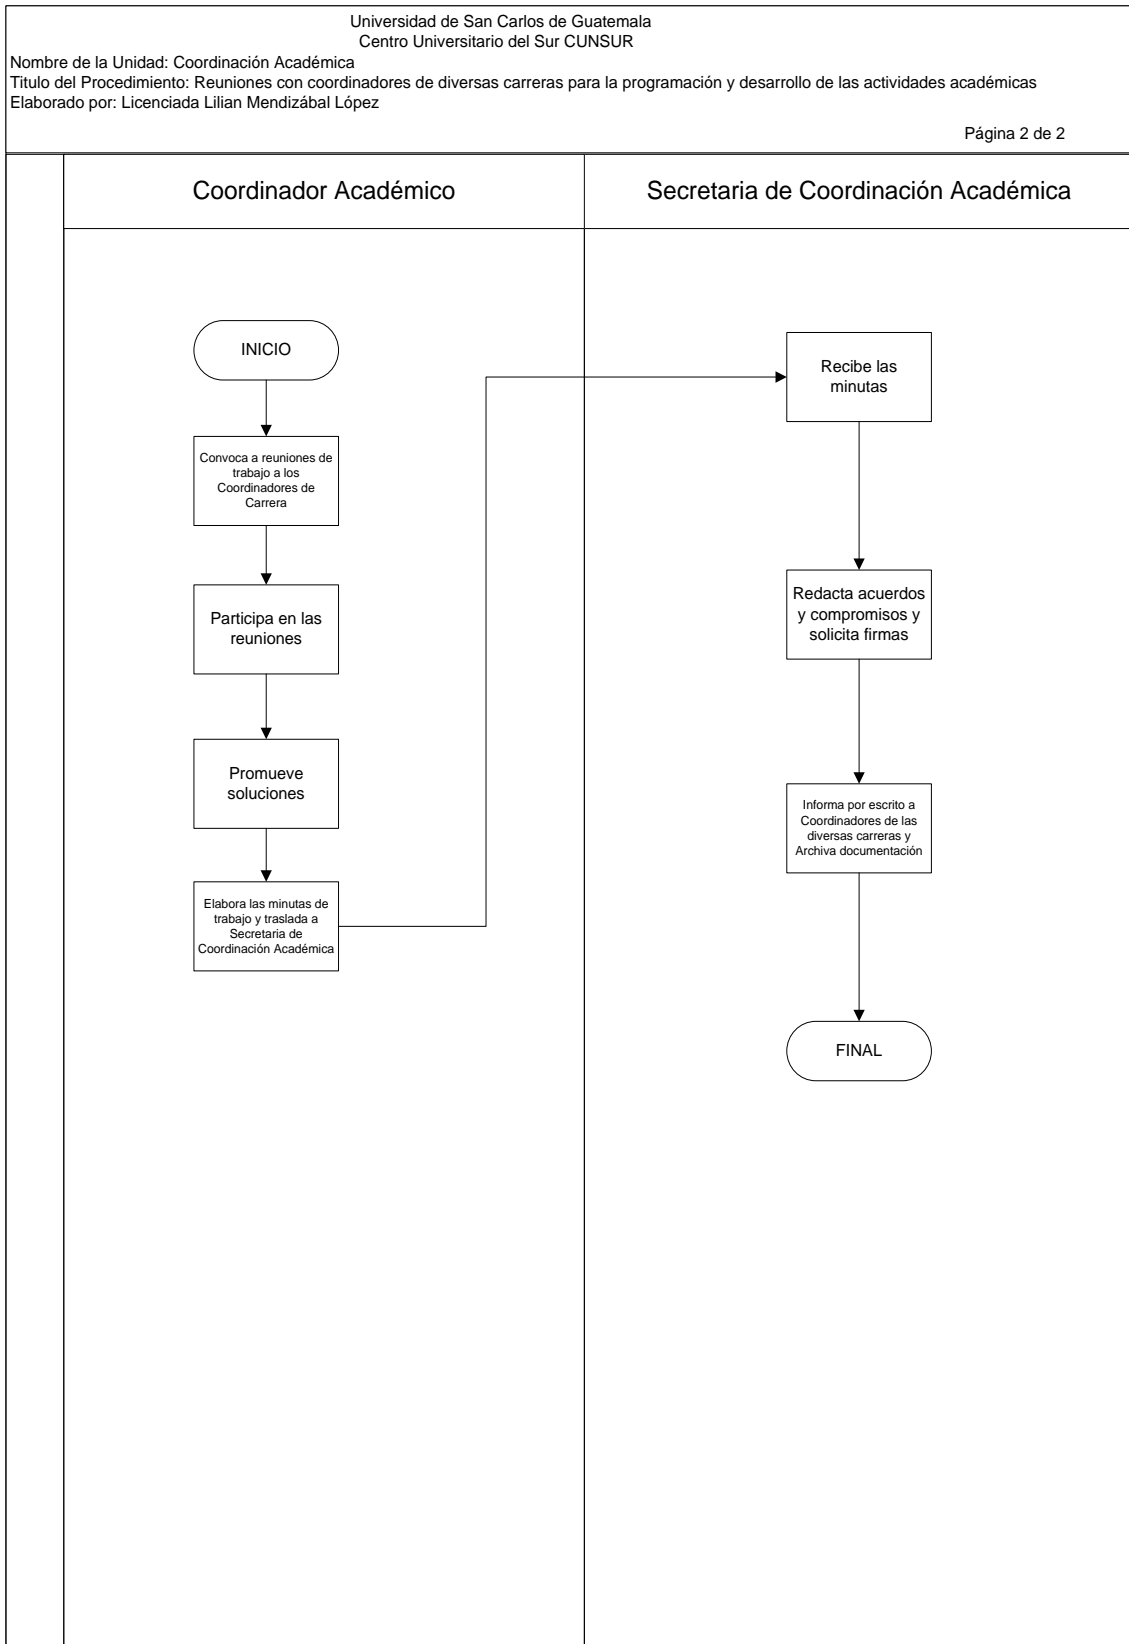 Universidad de San Carlos de Guatemala
Centro Universitario del Sur CUNSUR
Nombre de la Unidad: Coordinación Académica
Titulo del Procedimiento: Reuniones con coordinadores de diversas carreras para la programación y desarrollo de las actividades académicas
Elaborado por: Licenciada Lilian Mendizábal López
Página 2 de 2
Coordinador Académico
Secretaria de Coordinación Académica
INICIO
Convoca a reuniones de
trabajo a los
Coordinadores de
Carrera
Participa en las
reuniones
Promueve
soluciones
Elabora las minutas de
trabajo y traslada a
Secretaria de
Coordinación Académica
Recibe las
minutas
Redacta acuerdos
y compromisos y
solicita firmas
Informa por escrito a
Coordinadores de las
diversas carreras y
Archiva documentación
FINAL